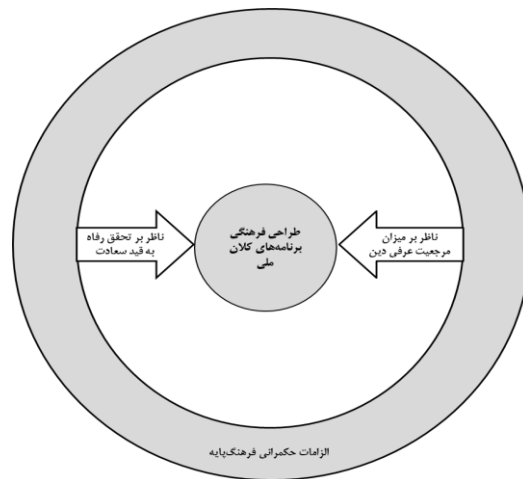 طراحی فرهنگی
برنامه‌های کلان
ملی
ناظر بر میزان
مرجعیت عرفی دین
ناظر بر تحقق رفاه
به قید سعادت
الزامات حکمرانی فرهنگ‌پایه